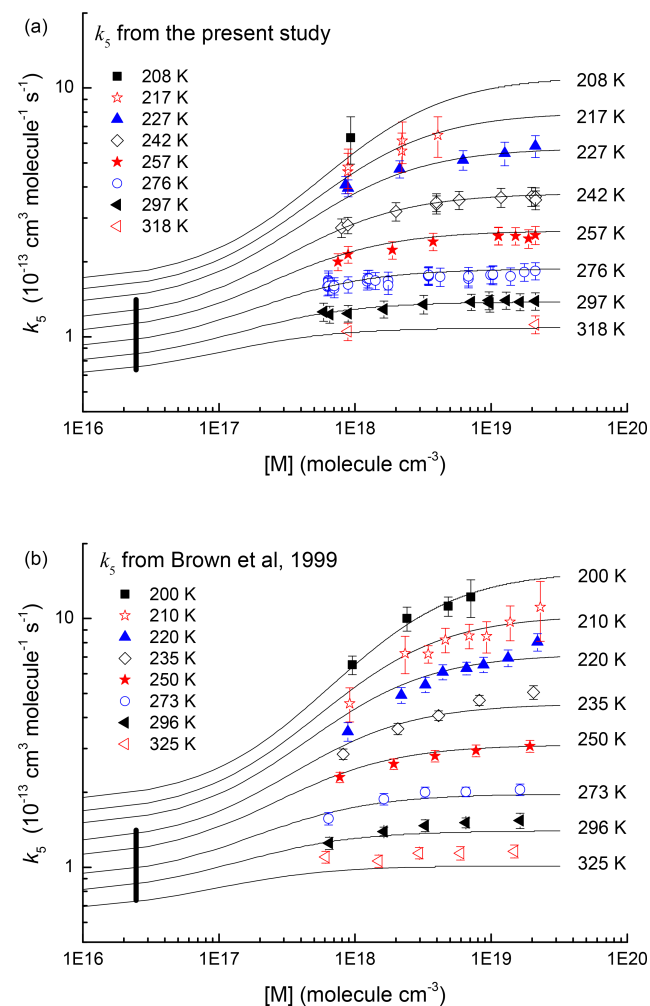 (a)
k₅ from the present study
208 K
217 K
227 K
242 K
257 K
276 K
297 K
318 K
208 K
217 K
227 K
242 K
257 K
276 K
297 K
318 K
10
1
k₅ (10⁻¹³ cm³ molecule⁻¹ s⁻¹)
1E16 1E17 1E18 1E19 1E20
[M] (molecule cm⁻³)
(b)
k₅ from Brown et al, 1999
200 K
210 K
220 K
235 K
250 K
273 K
296 K
325 K
200 K
210 K
220 K
235 K
250 K
273 K
296 K
325 K
10
1
k₅ (10⁻¹³ cm³ molecule⁻¹ s⁻¹)
1E16 1E17 1E18 1E19 1E20
[M] (molecule cm⁻³)